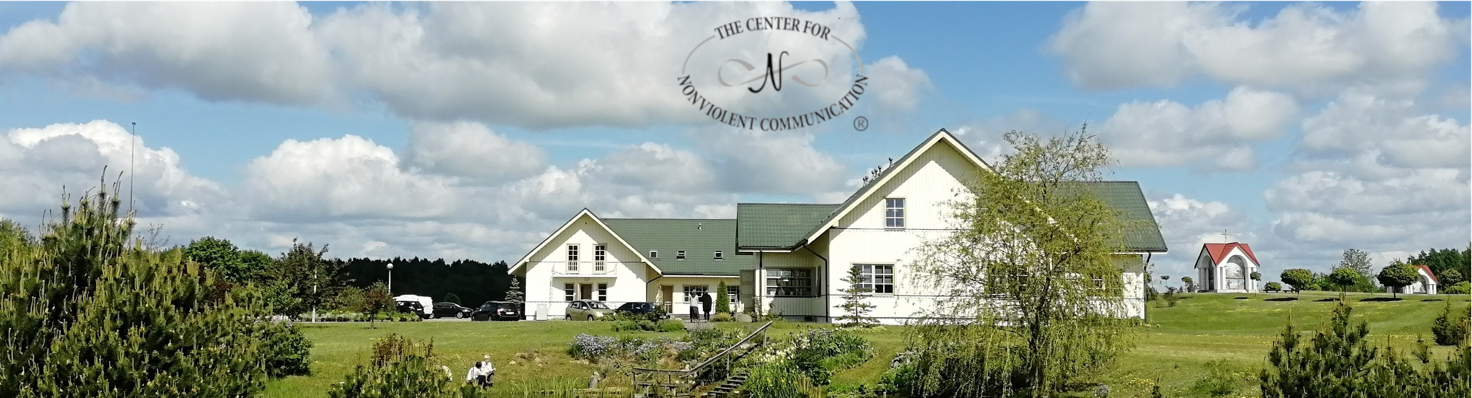 THE CENTER FOR
N
NONVIOLENT COMMUNICATION
®